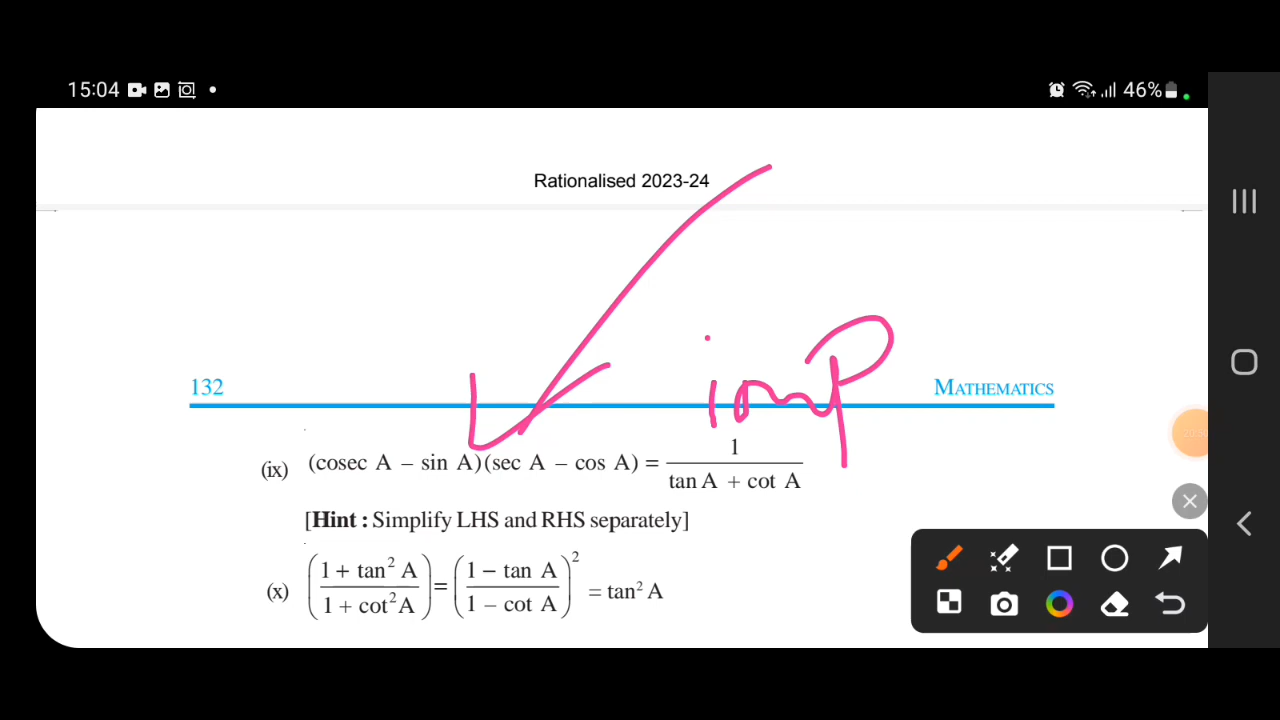 15:04 46%
Rationalised 2023-24
imp
132 MATHEMATICS
(ix) (cosec A – sin A)(sec A – cos A) = 1 / (tan A + cot A)
[Hint : Simplify LHS and RHS separately]
(x) ((1 + tan² A) / (1 + cot² A)) = ((1 – tan A) / (1 – cot A))² = tan² A